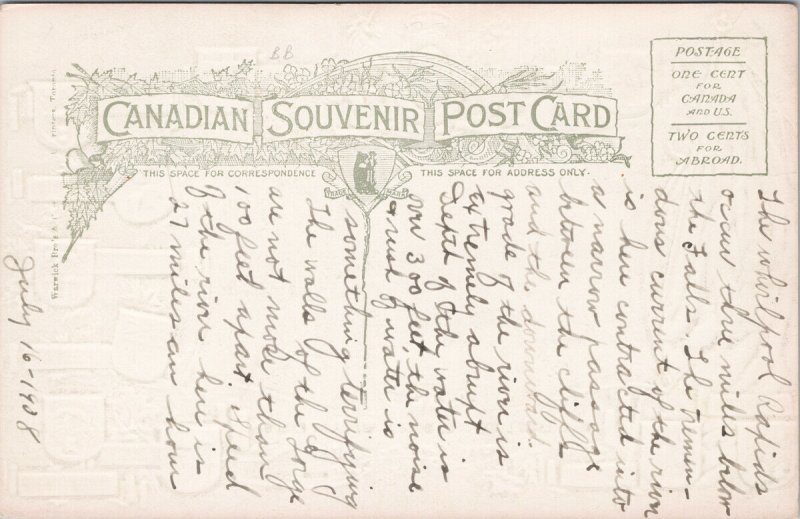 BB
CANADIAN SOUVENIR POST CARD
THIS SPACE FOR CORRESPONDENCE
THIS SPACE FOR ADDRESS ONLY.
TRADE MARK
POSTAGE
ONE CENT
FOR
CANADA
AND U.S.
TWO CENTS
FOR
ABROAD.
Warwick Bro's & Toronto
The whirlpool Rapids
occur three miles below
the Falls. The Tremen-
dous current of the river
is here contracted into
a narrow passage
between the cliffs
and the downward
grade of the river is
extremely abrupt
Depth of the water is
over 300 feet the noise
rush of water is
something terrifying
The walls of the Gorge
are not more than
100 feet apart Speed
of the river here is
27 miles an hour
July 16-1908